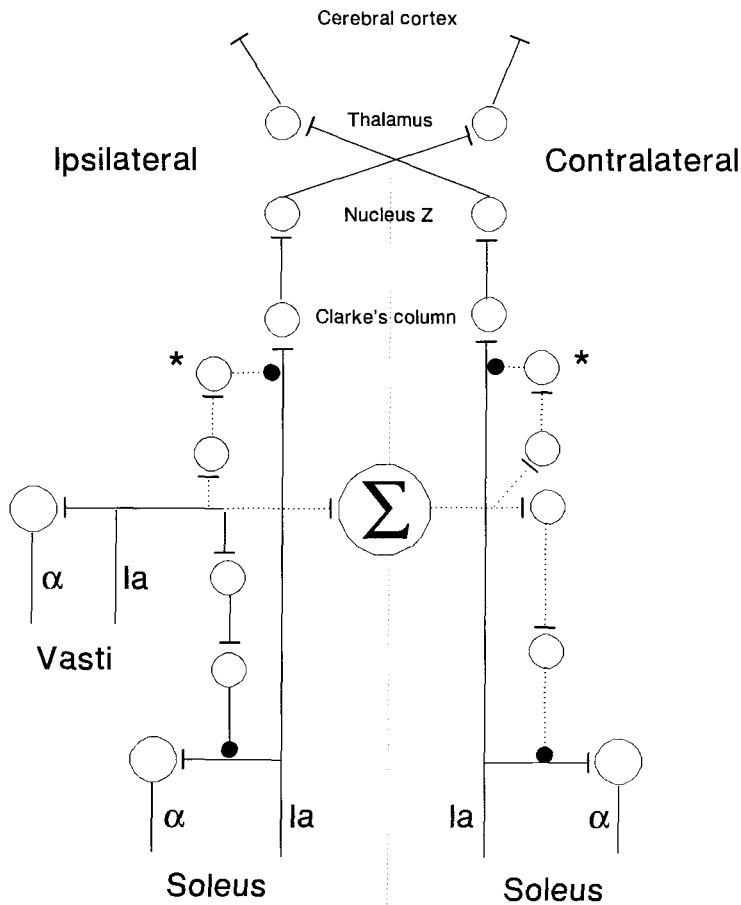 Cerebral cortex
Thalamus
Ipsilateral
Contralateral
Nucleus Z
Clarke's column
*
*
Σ
α
Ia
Vasti
α
Ia
Ia
α
Soleus
Soleus